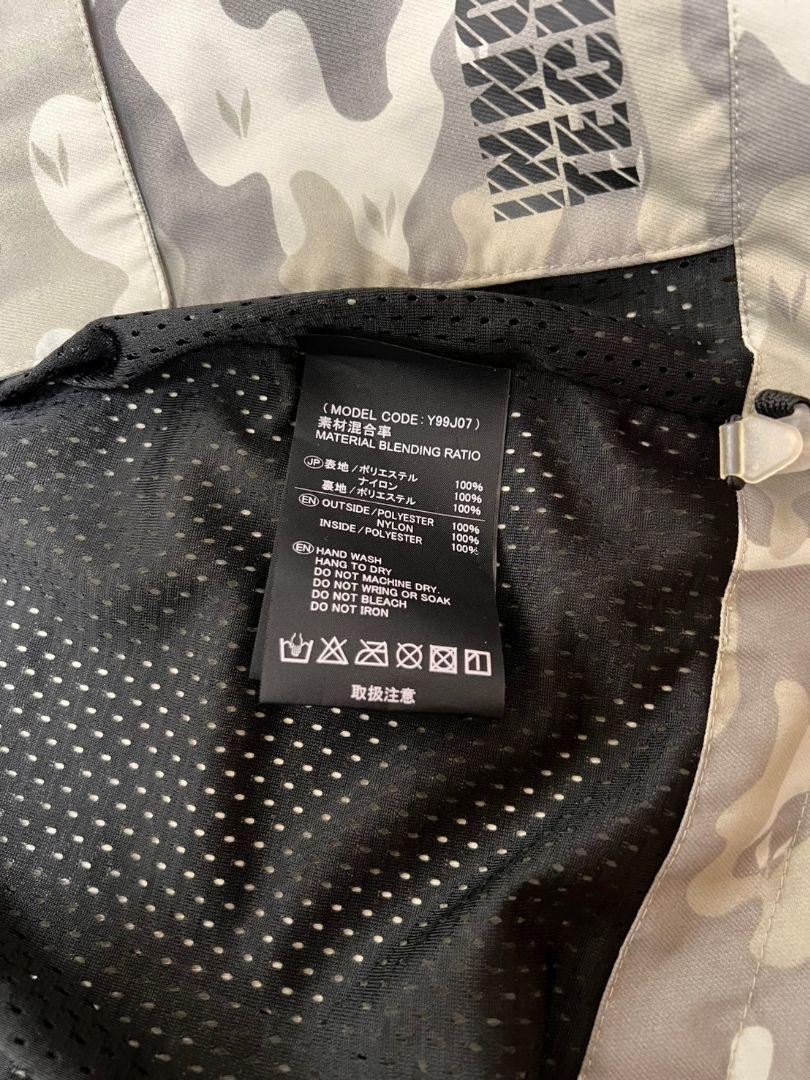 (MODEL CODE: Y99J07)
素材混合率
MATERIAL BLENDING RATIO
JP 表地/ポリエステル 100%
ナイロン 100%
裏地/ポリエステル 100%
EN OUTSIDE/POLYESTER 100%
NYLON 100%
INSIDE/POLYESTER 100%
EN HAND WASH
HANG TO DRY
DO NOT MACHINE DRY.
DO NOT WRING OR SOAK
DO NOT BLEACH
DO NOT IRON
取扱注意